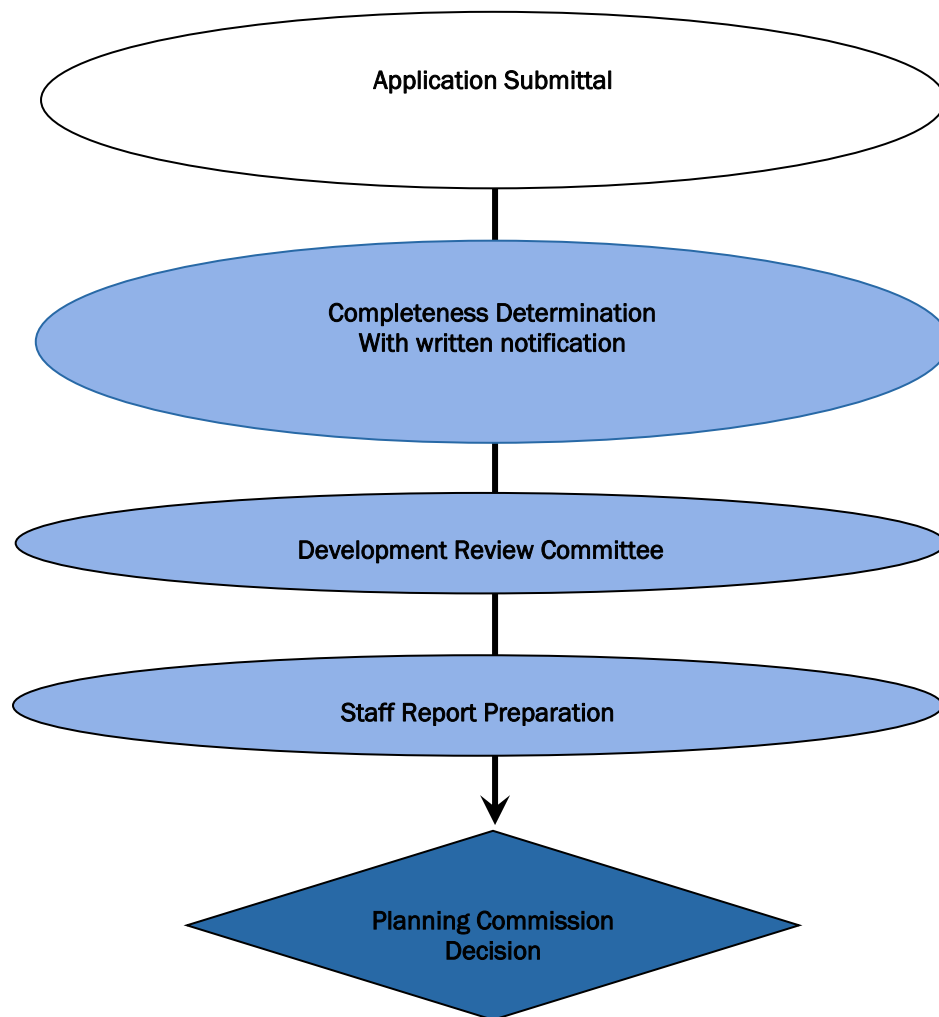 Application Submittal
Completeness Determination
With written notification
Development Review Committee
Staff Report Preparation
Planning Commission
Decision